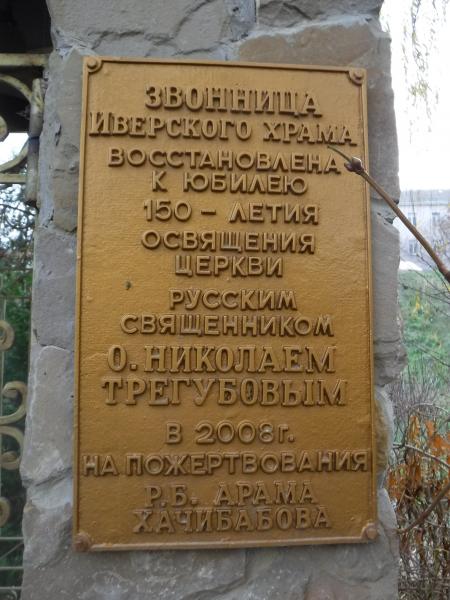 ЗВОННИЦА
ИВЕРСКОГО ХРАМА
ВОССТАНОВЛЕНА
К ЮБИЛЕЮ
150 - ЛЕТИЯ
ОСВЯЩЕНИЯ
ЦЕРКВИ
РУССКИМ
СВЯЩЕННИКОМ
О. НИКОЛАЕМ
ТРЕГУБОВЫМ
В 2008г.
НА ПОЖЕРТВОВАНИЯ
Р.Б. АРАМА
ХАЧИБАБОВА